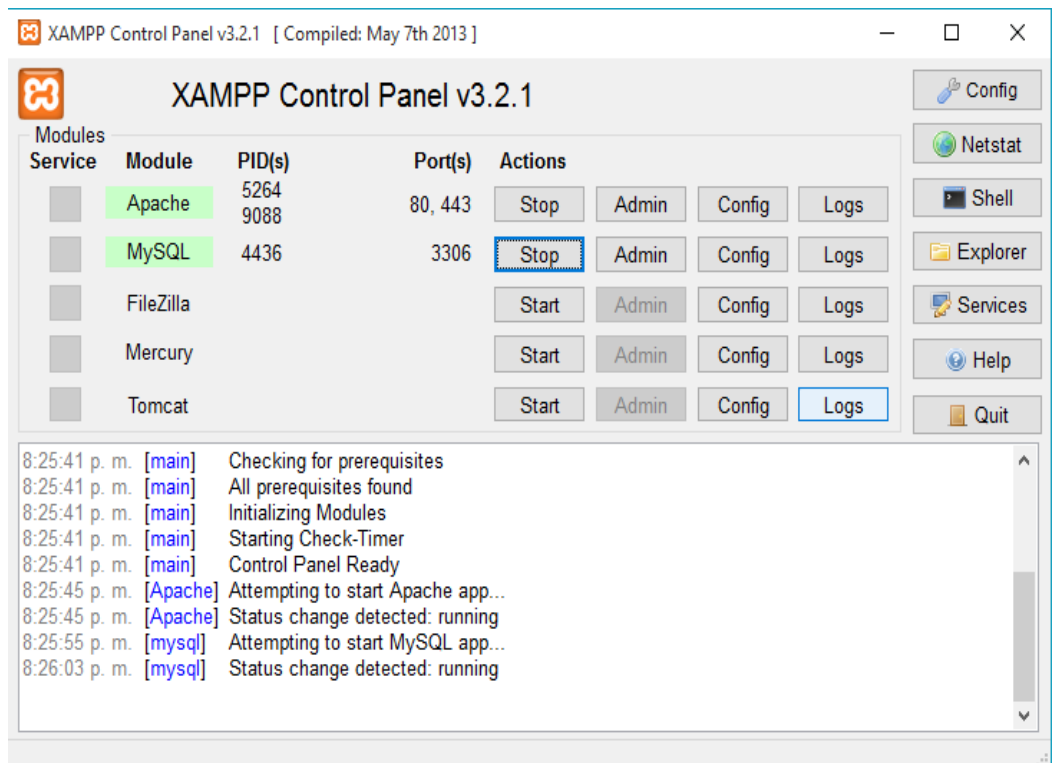 XAMPP Control Panel v3.2.1 [ Compiled: May 7th 2013 ]
XAMPP Control Panel v3.2.1
Config
Modules
Netstat
Service Module PID(s) Port(s) Actions
Apache 5264 9088 80, 443 Stop Admin Config Logs
Shell
MySQL 4436 3306 Stop Admin Config Logs
Explorer
FileZilla Start Admin Config Logs
Services
Mercury Start Admin Config Logs
Help
Tomcat Start Admin Config Logs
Quit
8:25:41 p. m. [main] Checking for prerequisites
8:25:41 p. m. [main] All prerequisites found
8:25:41 p. m. [main] Initializing Modules
8:25:41 p. m. [main] Starting Check-Timer
8:25:41 p. m. [main] Control Panel Ready
8:25:45 p. m. [Apache] Attempting to start Apache app...
8:25:45 p. m. [Apache] Status change detected: running
8:25:55 p. m. [mysql] Attempting to start MySQL app...
8:26:03 p. m. [mysql] Status change detected: running